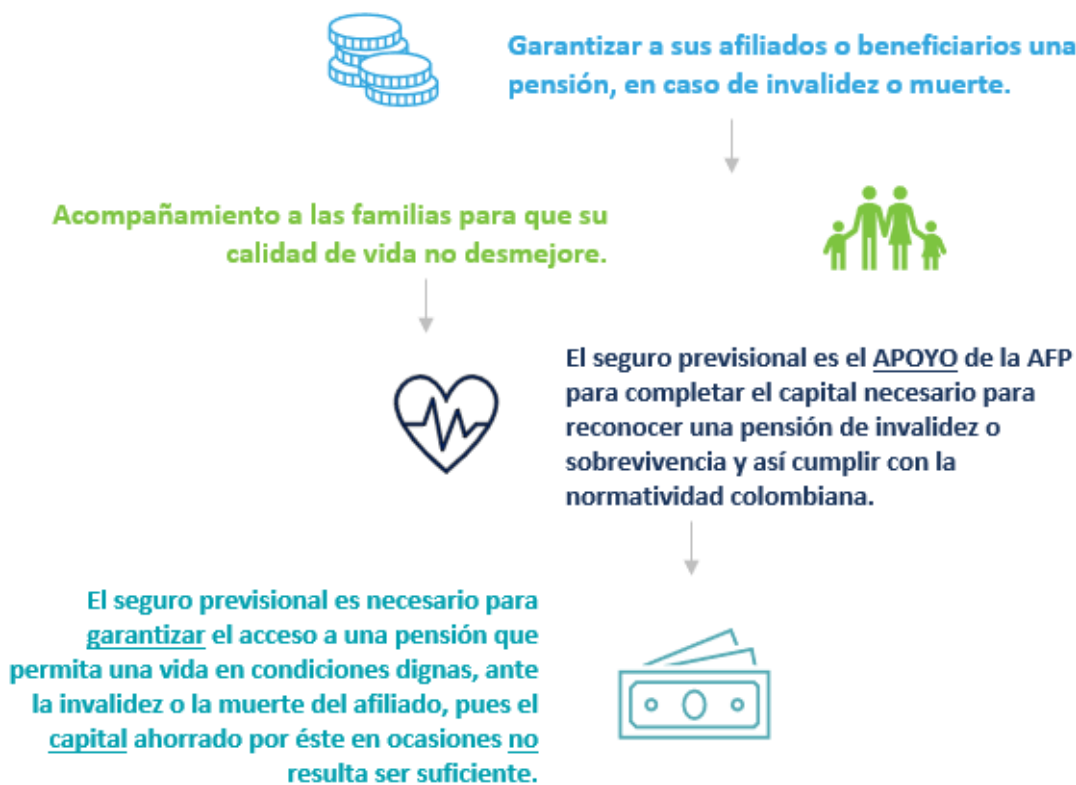 Garantizar a sus afiliados o beneficiarios una
pensión, en caso de invalidez o muerte.
Acompañamiento a las familias para que su
calidad de vida no desmejore.
El seguro previsional es el APOYO de la AFP
para completar el capital necesario para
reconocer una pensión de invalidez o
sobrevivencia y así cumplir con la
normatividad colombiana.
El seguro previsional es necesario para
garantizar el acceso a una pensión que
permita una vida en condiciones dignas, ante
la invalidez o la muerte del afiliado, pues el
capital ahorrado por éste en ocasiones no
resulta ser suficiente.